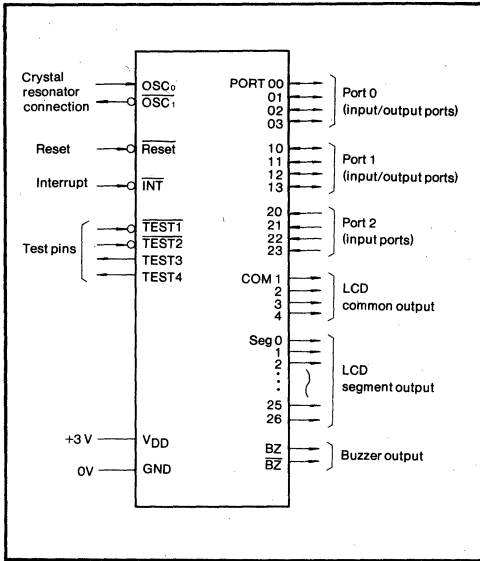 Crystal
resonator
connection
OSC₀
OSC₁
Reset
Reset
Interrupt
INT
Test pins
TEST1
TEST2
TEST3
TEST4
+3 V
VDD
0V
GND
PORT 00
01
02
03
Port 0
(input/output ports)
10
11
12
13
Port 1
(input/output ports)
20
21
22
23
Port 2
(input ports)
COM 1
2
3
4
LCD
common output
Seg 0
1
2
25
26
LCD
segment output
BZ
BZ
Buzzer output